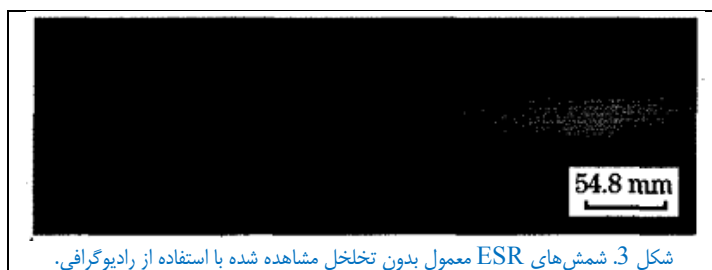 54.8 mm
شکل 3. شمش‌های ESR معمول بدون تخلخل مشاهده شده با استفاده از رادیوگرافی.